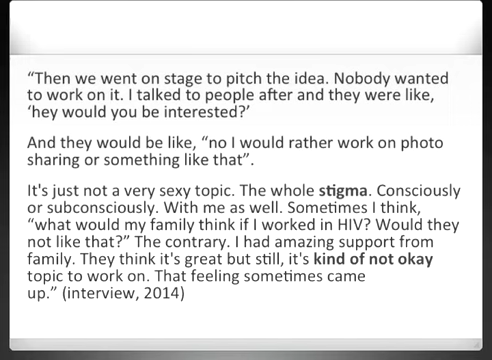 “Then we went on stage to pitch the idea. Nobody wanted
to work on it. I talked to people after and they were like,
‘hey would you be interested?’
And they would be like, “no I would rather work on photo
sharing or something like that”.
It's just not a very sexy topic. The whole stigma. Consciously
or subconsciously. With me as well. Sometimes I think,
“what would my family think if I worked in HIV? Would they
not like that?” The contrary. I had amazing support from
family. They think it's great but still, it's kind of not okay
topic to work on. That feeling sometimes came
up.” (interview, 2014)